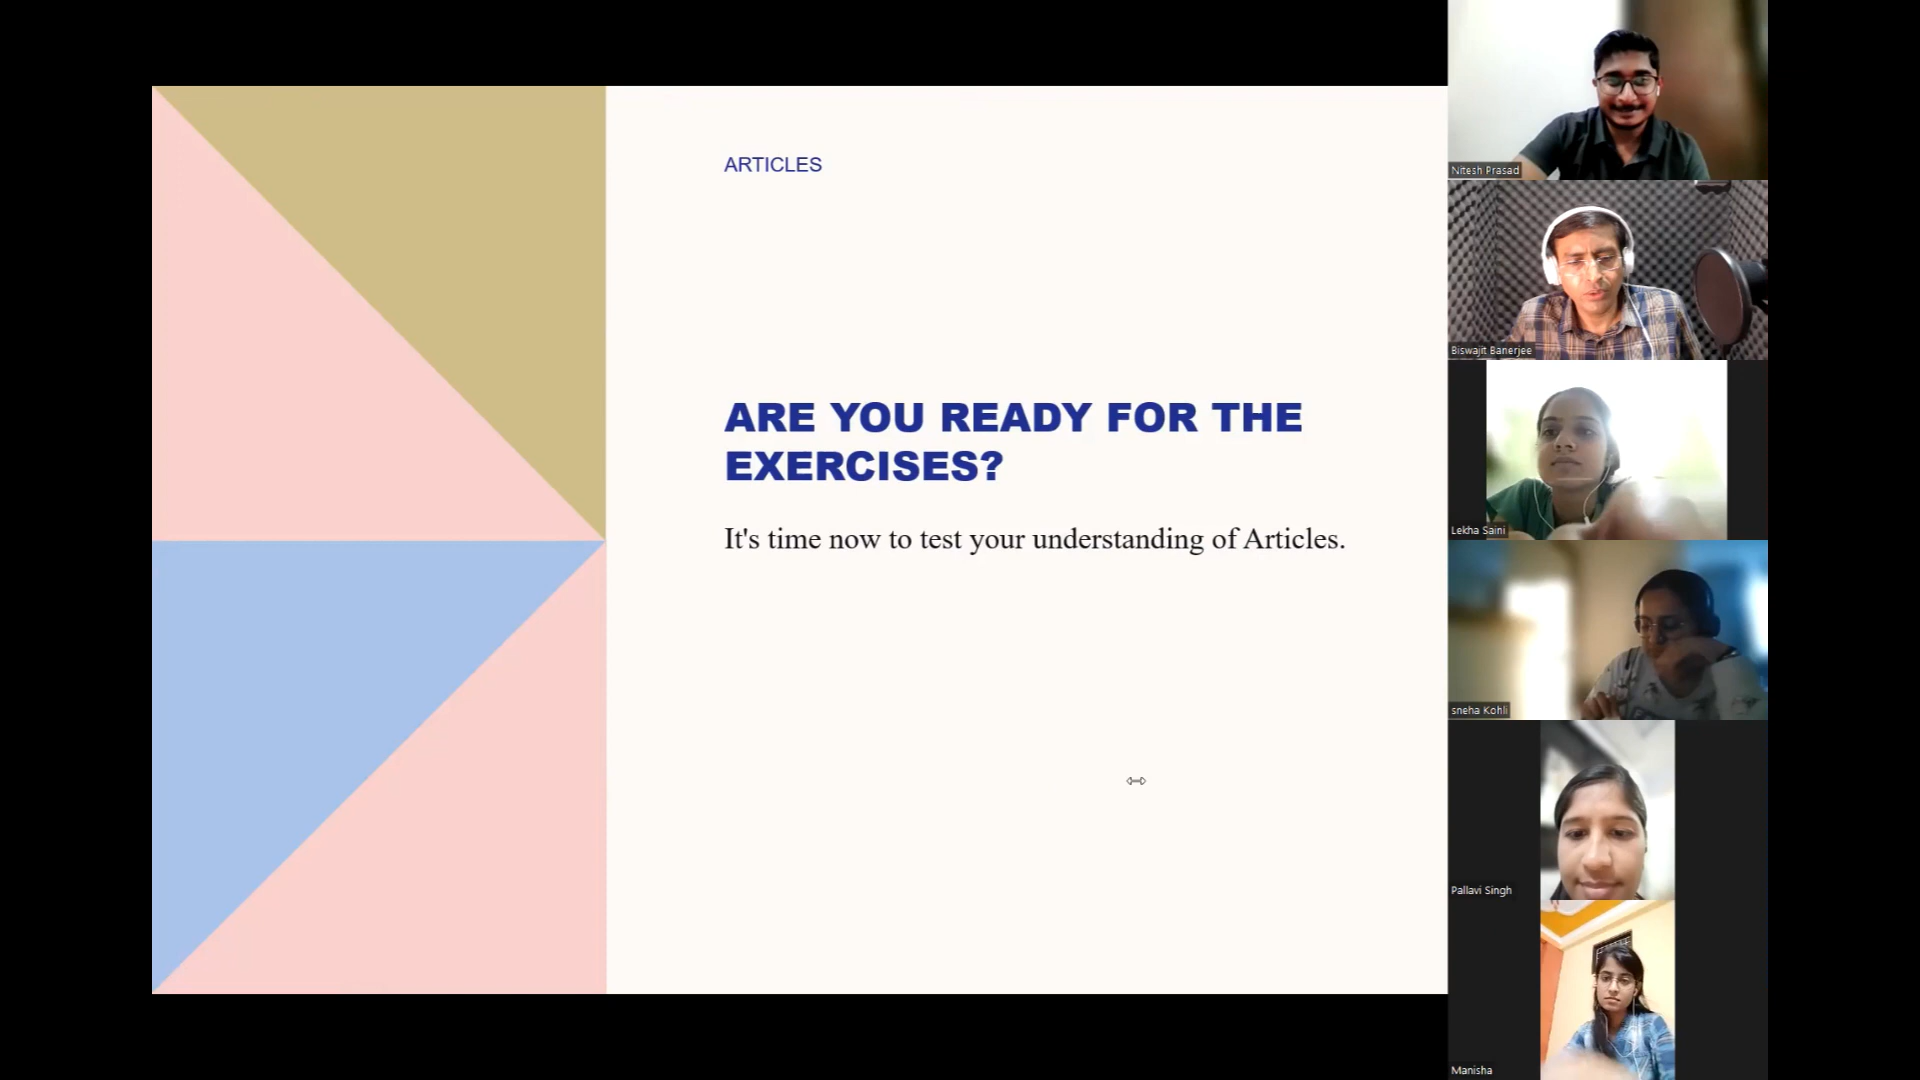 ARTICLES
ARE YOU READY FOR THE
EXERCISES?
It's time now to test your understanding of Articles.
Nitesh Prasad
Biswajit Banerjee
Lekha Saini
sneha Kohli
Pallavi Singh
Manisha